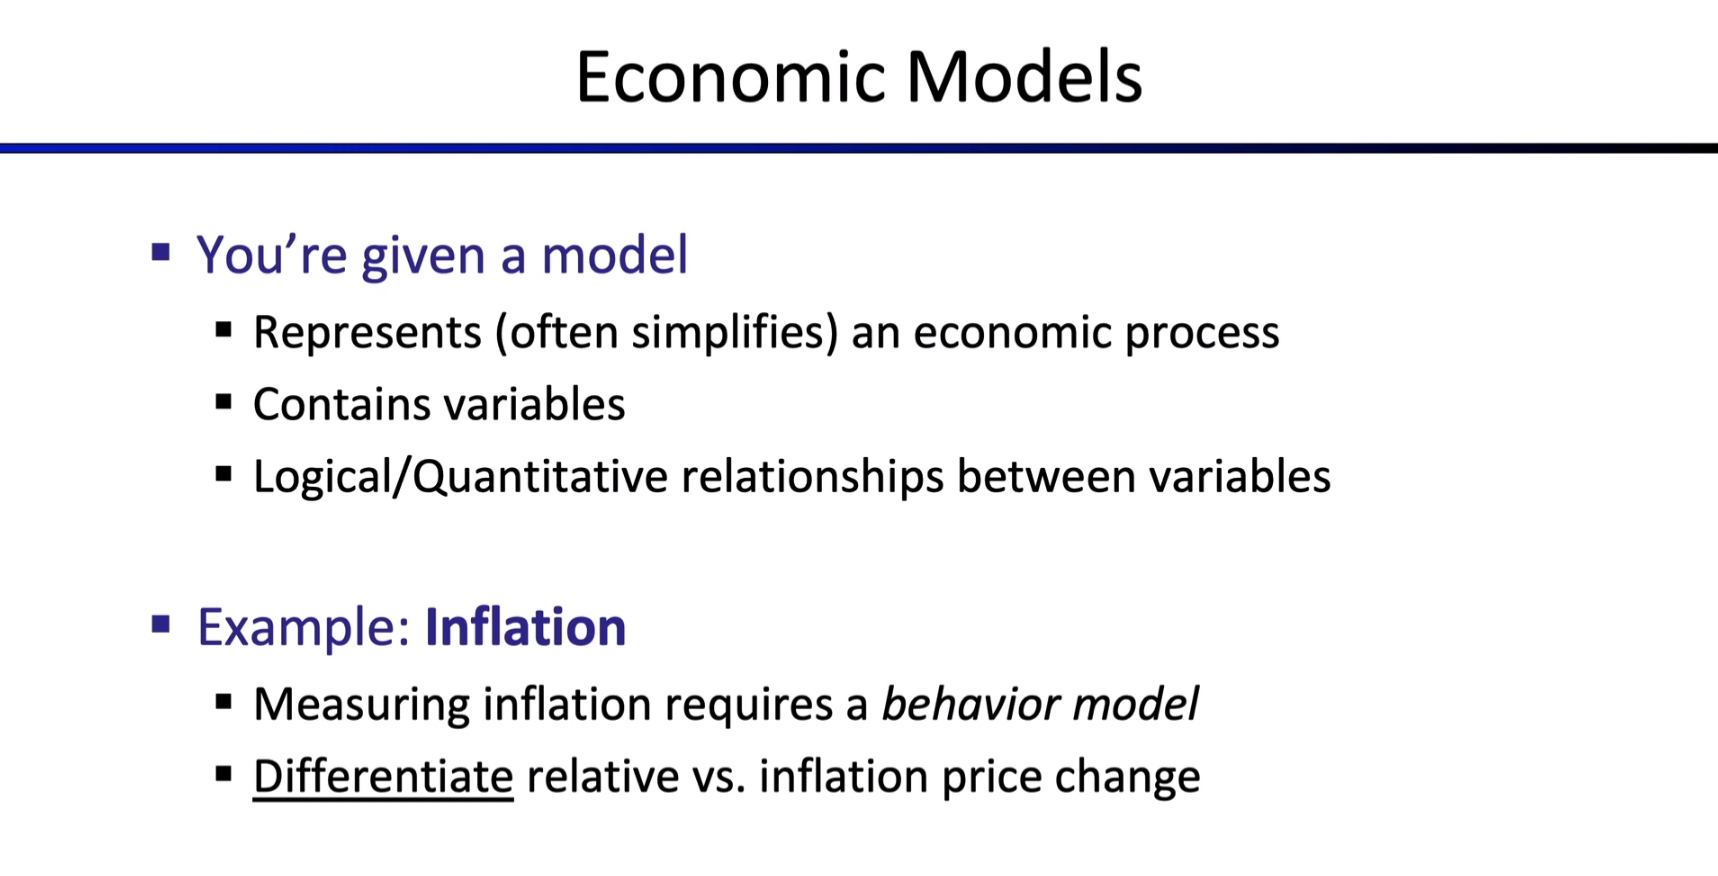 Economic Models
▪ You’re given a model
▪ Represents (often simplifies) an economic process
▪ Contains variables
▪ Logical/Quantitative relationships between variables
▪ Example: Inflation
▪ Measuring inflation requires a behavior model
▪ Differentiate relative vs. inflation price change